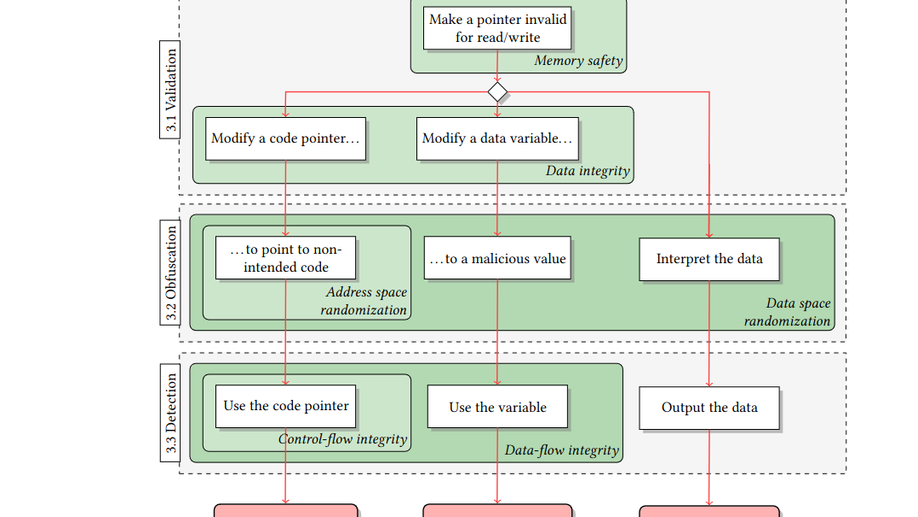 Make a pointer invalid
for read/write
Memory safety
3.1 Validation
Modify a code pointer…
Modify a data variable…
Data integrity
3.2 Obfuscation
…to point to non-
intended code
…to a malicious value
Interpret the data
Address space
randomization
Data space
randomization
3.3 Detection
Use the code pointer
Use the variable
Output the data
Control-flow integrity
Data-flow integrity